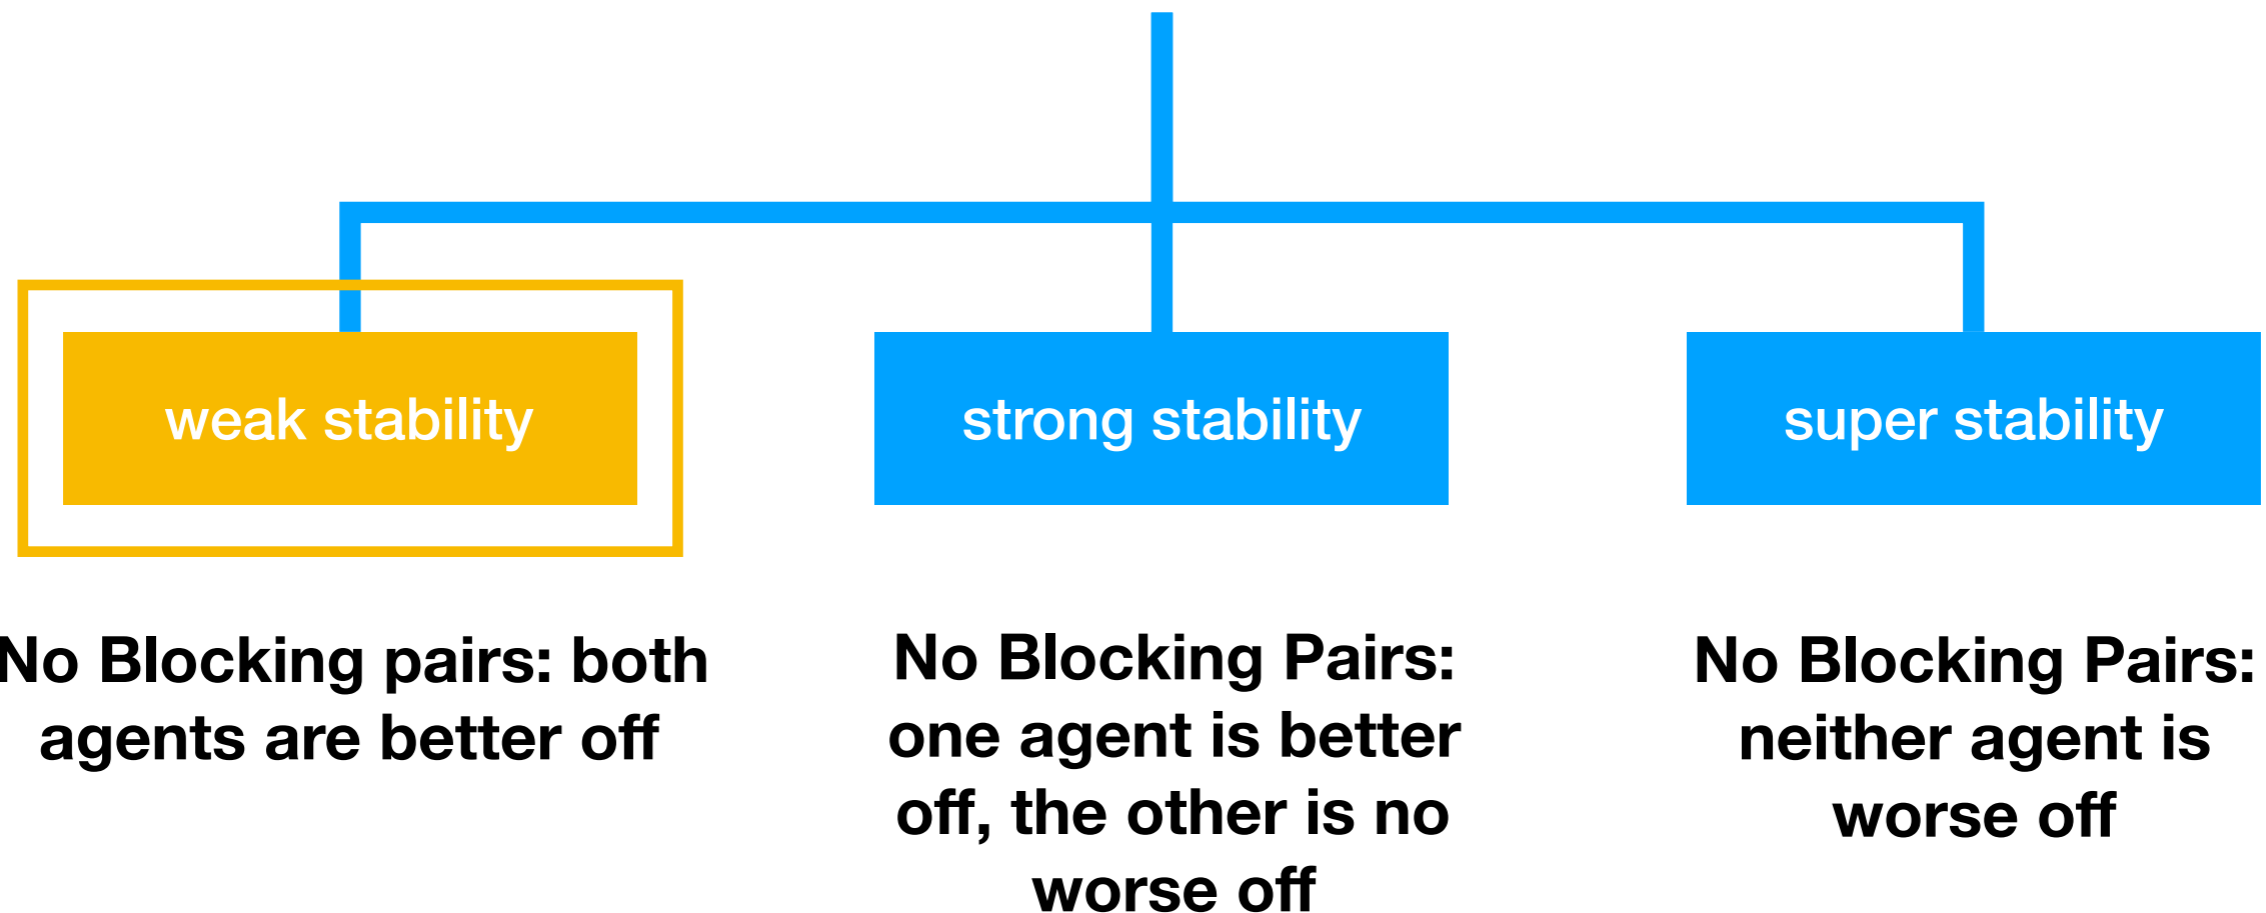 weak stability
strong stability
super stability
No Blocking pairs: both
agents are better off
No Blocking Pairs:
one agent is better
off, the other is no
worse off
No Blocking Pairs:
neither agent is
worse off